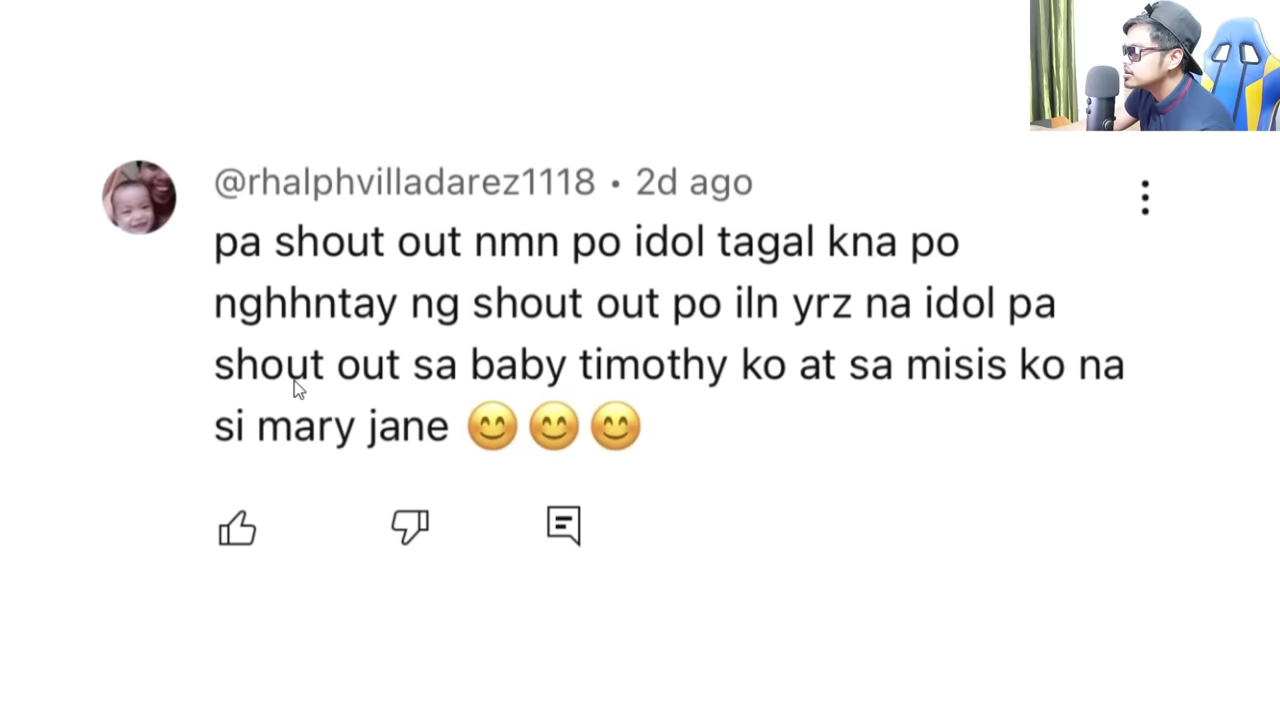 @rhalphvilladarez1118 • 2d ago
pa shout out nmn po idol tagal kna po
nghhntay ng shout out po iln yrz na idol pa
shout out sa baby timothy ko at sa misis ko na
si mary jane 😊😊😊